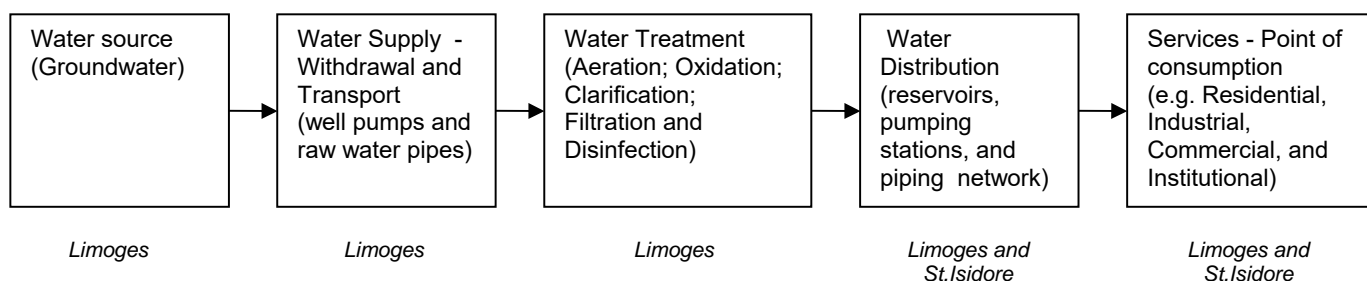 Water source
(Groundwater)
Water Supply -
Withdrawal and
Transport
(well pumps and
raw water pipes)
Water Treatment
(Aeration; Oxidation;
Clarification;
Filtration and
Disinfection)
Water
Distribution
(reservoirs,
pumping
stations, and
piping network)
Services - Point of
consumption
(e.g. Residential,
Industrial,
Commercial, and
Institutional)
Limoges
Limoges
Limoges
Limoges and
St.Isidore
Limoges and
St.Isidore